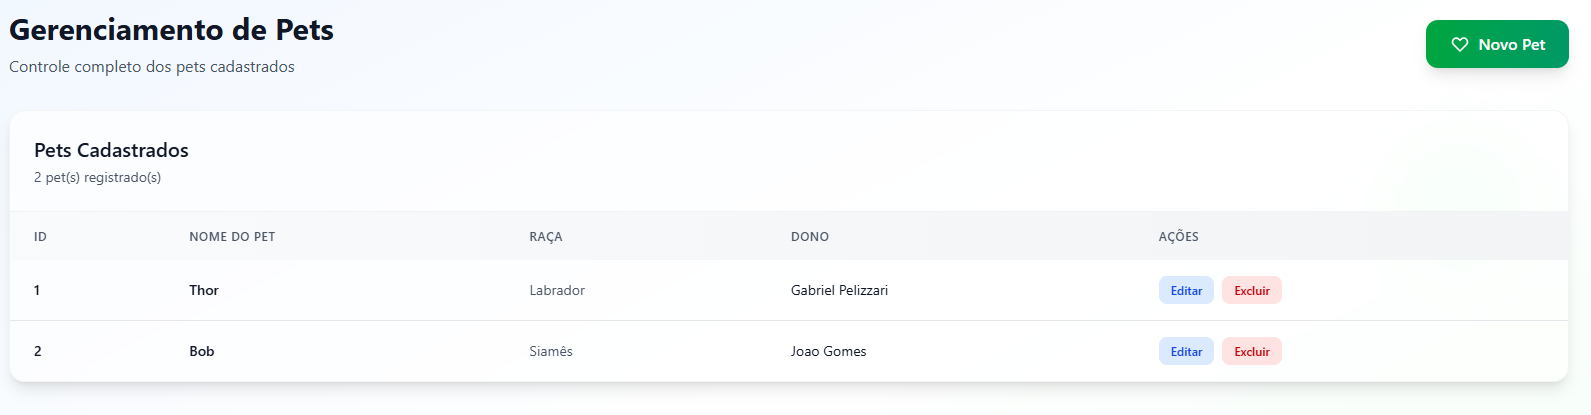 Gerenciamento de Pets
Controle completo dos pets cadastrados
Novo Pet
Pets Cadastrados
2 pet(s) registrado(s)
ID NOME DO PET RAÇA DONO AÇÕES
1 Thor Labrador Gabriel Pelizzari Editar Excluir
2 Bob Siamês Joao Gomes Editar Excluir